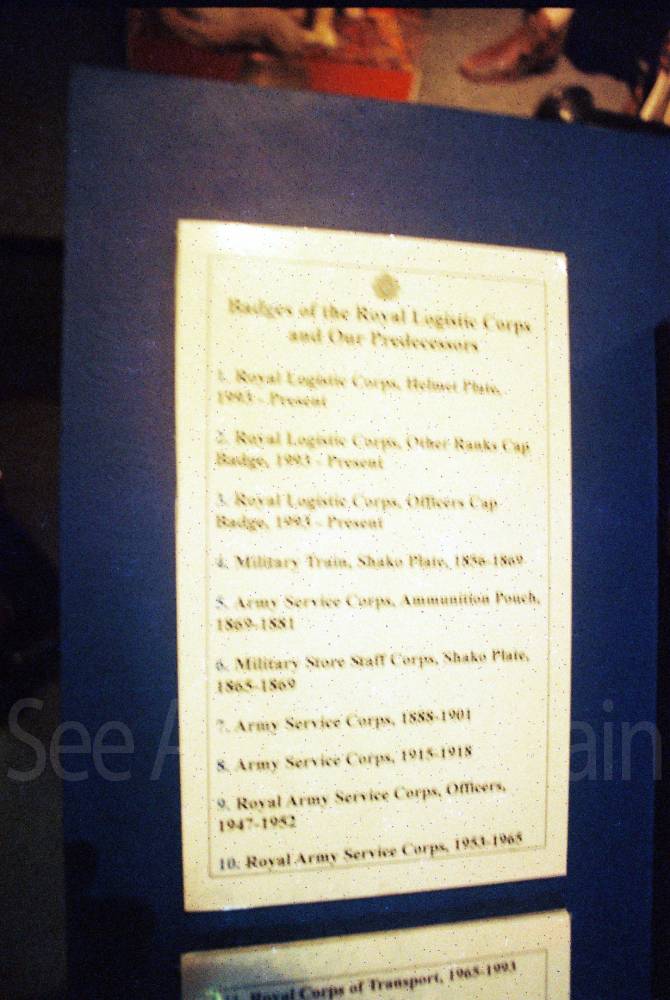 Badges of the Royal Logistic Corps
and Our Predecessors
1. Royal Logistic Corps, Helmet Plate,
1993 - Present
2. Royal Logistic Corps, Other Ranks Cap
Badge, 1993 - Present
3. Royal Logistic Corps, Officers Cap
Badge, 1993 - Present
4. Military Train, Shako Plate, 1856-1869
5. Army Service Corps, Ammunition Pouch,
1869-1881
6. Military Store Staff Corps, Shako Plate,
1865-1869
7. Army Service Corps, 1888-1901
8. Army Service Corps, 1915-1918
9. Royal Army Service Corps, Officers,
1947-1952
10. Royal Army Service Corps, 1953-1965
11. Royal Corps of Transport, 1965-1993
See A ain